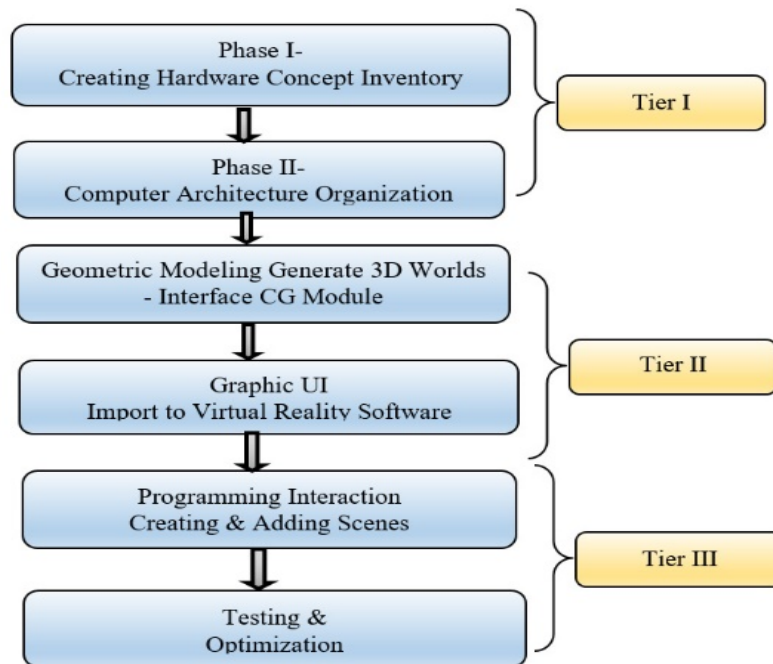 Phase I-
Creating Hardware Concept Inventory
Tier I
Phase II-
Computer Architecture Organization
Geometric Modeling Generate 3D Worlds
- Interface CG Module
Tier II
Graphic UI
Import to Virtual Reality Software
Programming Interaction
Creating & Adding Scenes
Tier III
Testing &
Optimization